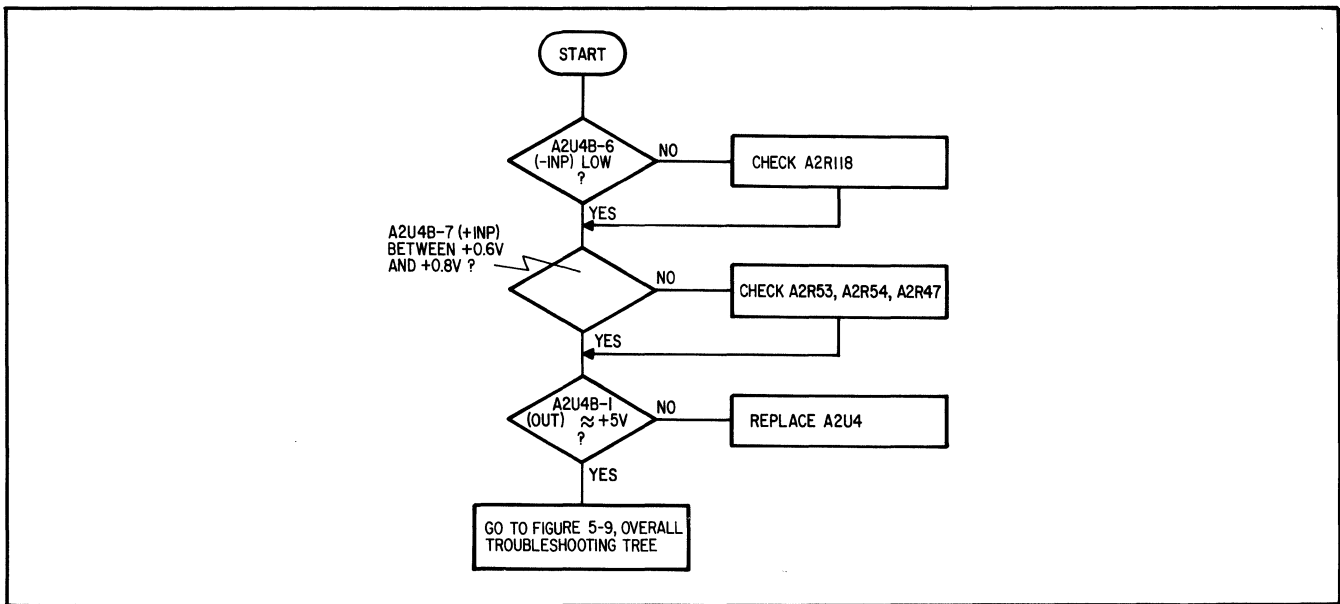 START
A2U4B-6
(-INP) LOW
?
NO
CHECK A2R118
YES
A2U4B-7 (+INP)
BETWEEN +0.6V
AND +0.8V ?
NO
CHECK A2R53, A2R54, A2R47
YES
A2U4B-1
(OUT) ≈ +5V
?
NO
REPLACE A2U4
YES
GO TO FIGURE 5-9, OVERALL
TROUBLESHOOTING TREE